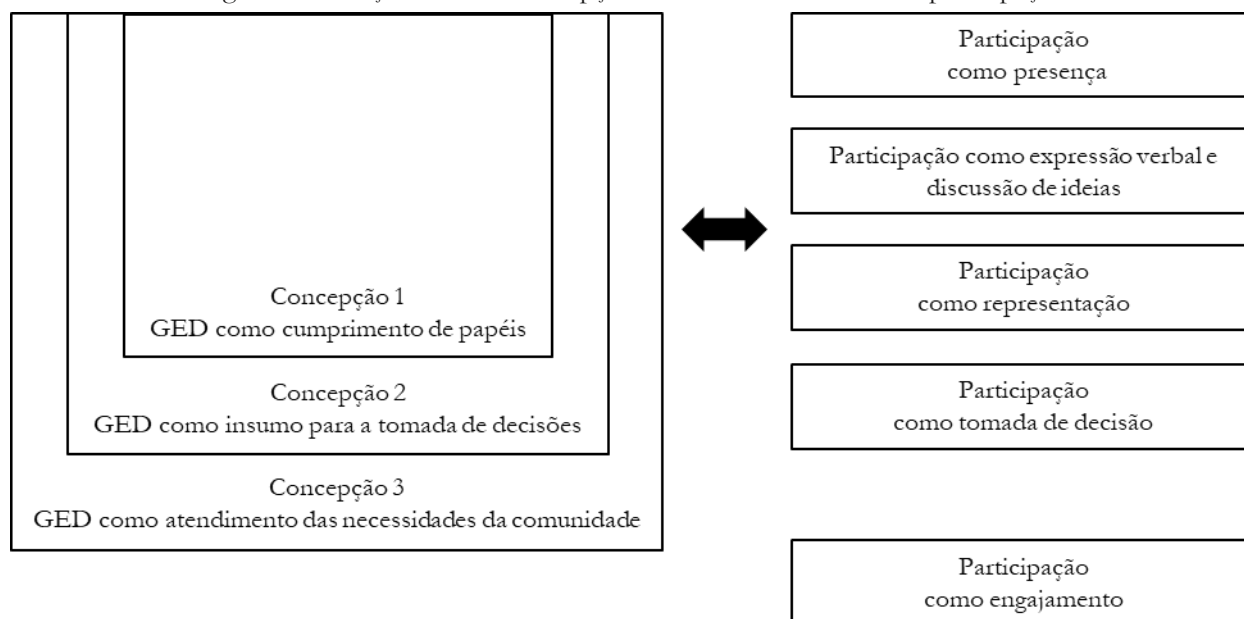 Concepção 1
GED como cumprimento de papéis
Concepção 2
GED como insumo para a tomada de decisões
Concepção 3
GED como atendimento das necessidades da comunidade
Participação
como presença
Participação como expressão verbal e
discussão de ideias
Participação
como representação
Participação
como tomada de decisão
Participação
como engajamento